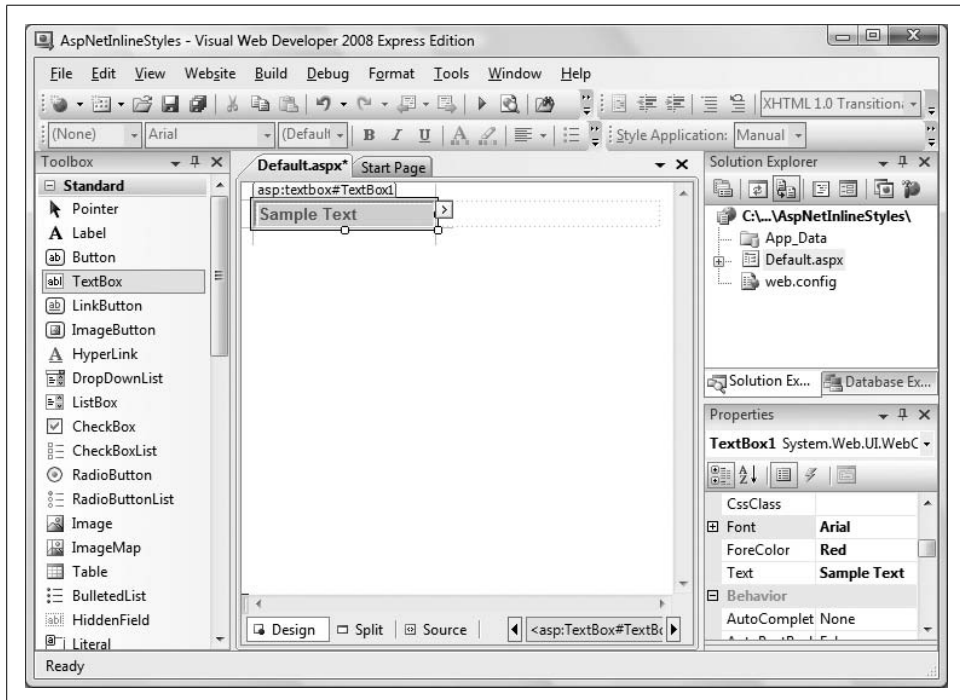 AspNetInlineStyles - Visual Web Developer 2008 Express Edition
File Edit View Website Build Debug Format Tools Window Help
XHTML 1.0 Transition
(None) Arial (Default B I U A Style Application: Manual
Toolbox
Standard
Pointer
A Label
ab Button
abl TextBox
ab LinkButton
ImageButton
A HyperLink
DropDownList
ListBox
CheckBox
CheckBoxList
RadioButton
RadioButtonList
Image
ImageMap
Table
BulletedList
abl HiddenField
Literal
Default.aspx* Start Page
asp:textbox#TextBox1
Sample Text
Design Split Source <asp:TextBox#TextBo
Solution Explorer
C:\...\AspNetInlineStyles\
App_Data
Default.aspx
web.config
Solution Ex... Database Ex...
Properties
TextBox1 System.Web.UI.WebC
CssClass
Font Arial
ForeColor Red
Text Sample Text
Behavior
AutoComplet None
Ready